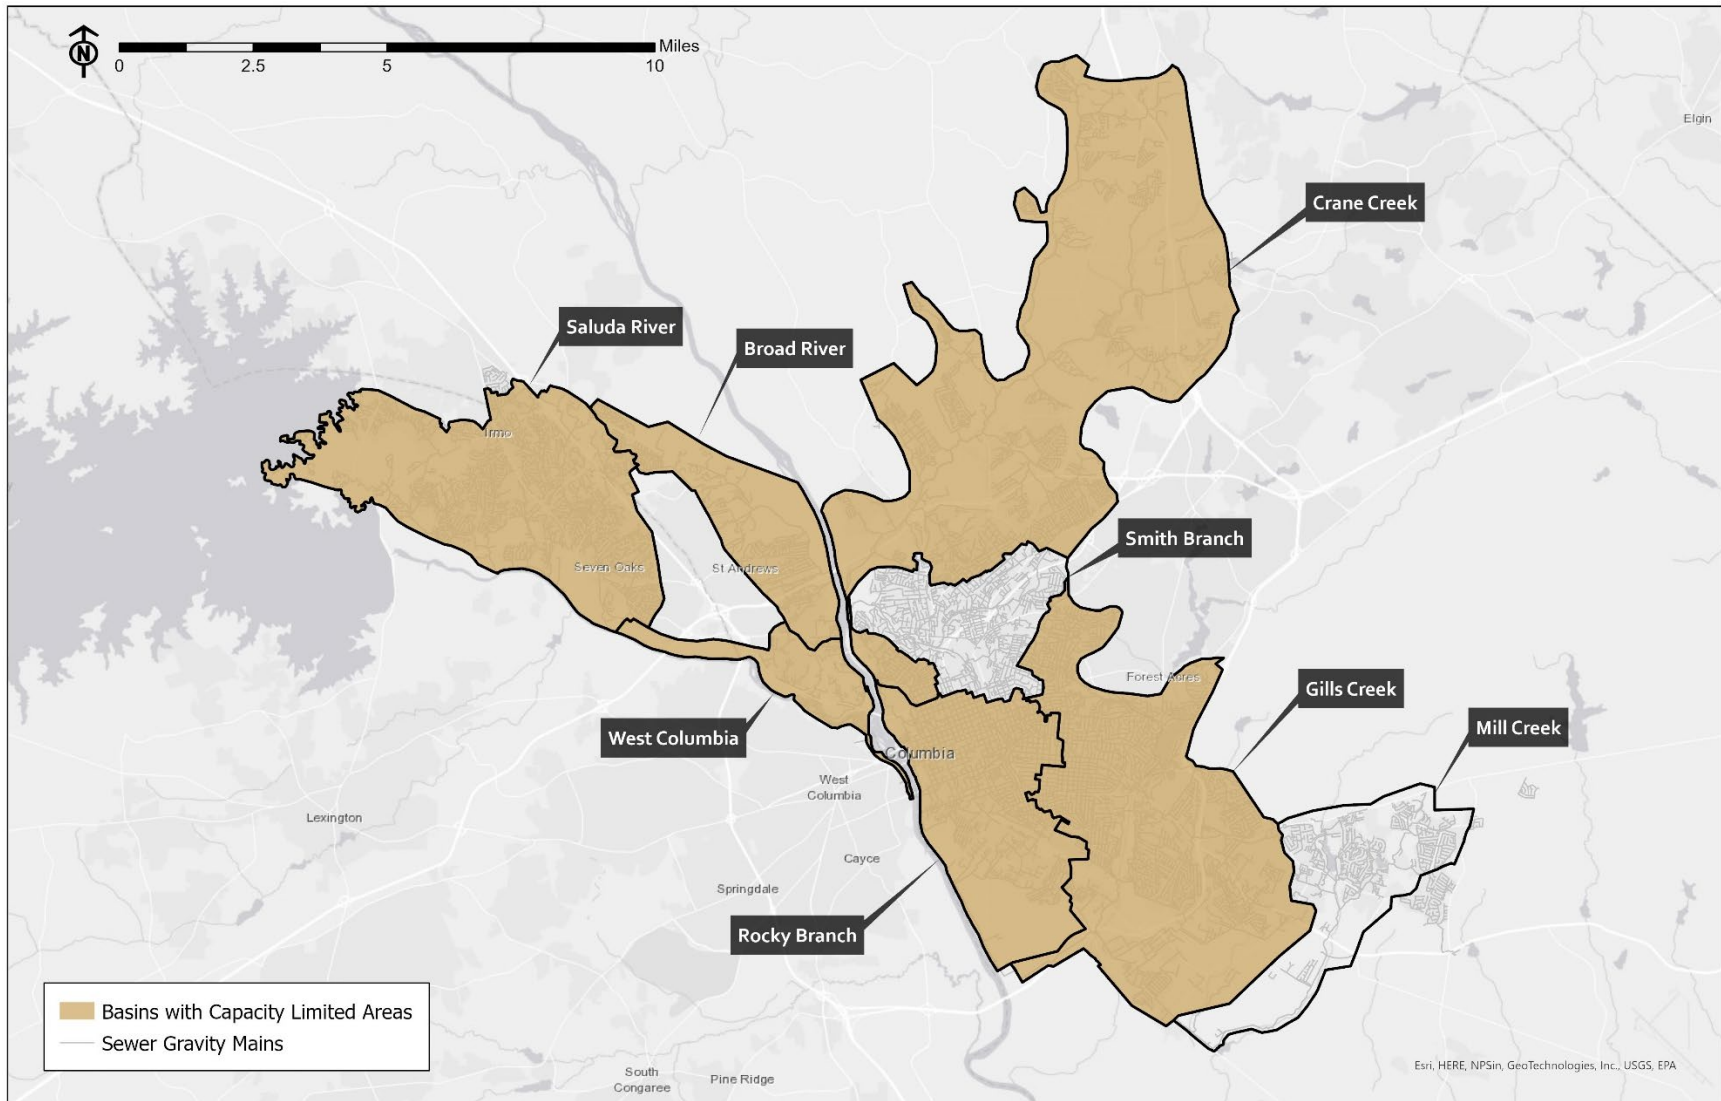 N
Miles
0 2.5 5 10
Elgin
Crane Creek
Saluda River
Broad River
Irmo
Smith Branch
Seven Oaks
St Andrews
Forest Acres
Gills Creek
Mill Creek
West Columbia
Columbia
West
Columbia
Lexington
Cayce
Springdale
Rocky Branch
Basins with Capacity Limited Areas
Sewer Gravity Mains
South
Congaree
Pine Ridge
Esri, HERE, NPSin, GeoTechnologies, Inc., USGS, EPA